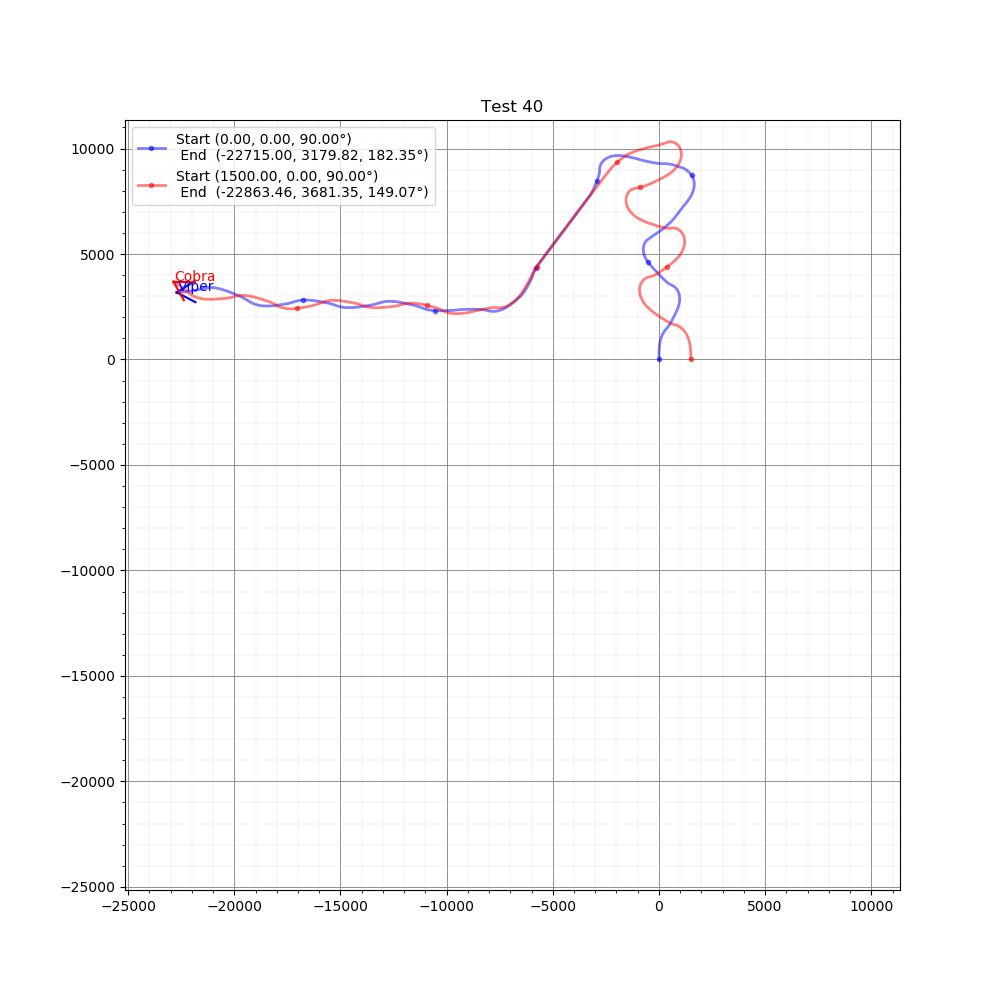 Test 40
Start (0.00, 0.00, 90.00°)
End (-22715.00, 3179.82, 182.35°)
Start (1500.00, 0.00, 90.00°)
End (-22863.46, 3681.35, 149.07°)
10000
5000
0
−5000
−10000
−15000
−20000
−25000
Cobra
Viper
−25000 −20000 −15000 −10000 −5000 0 5000 10000